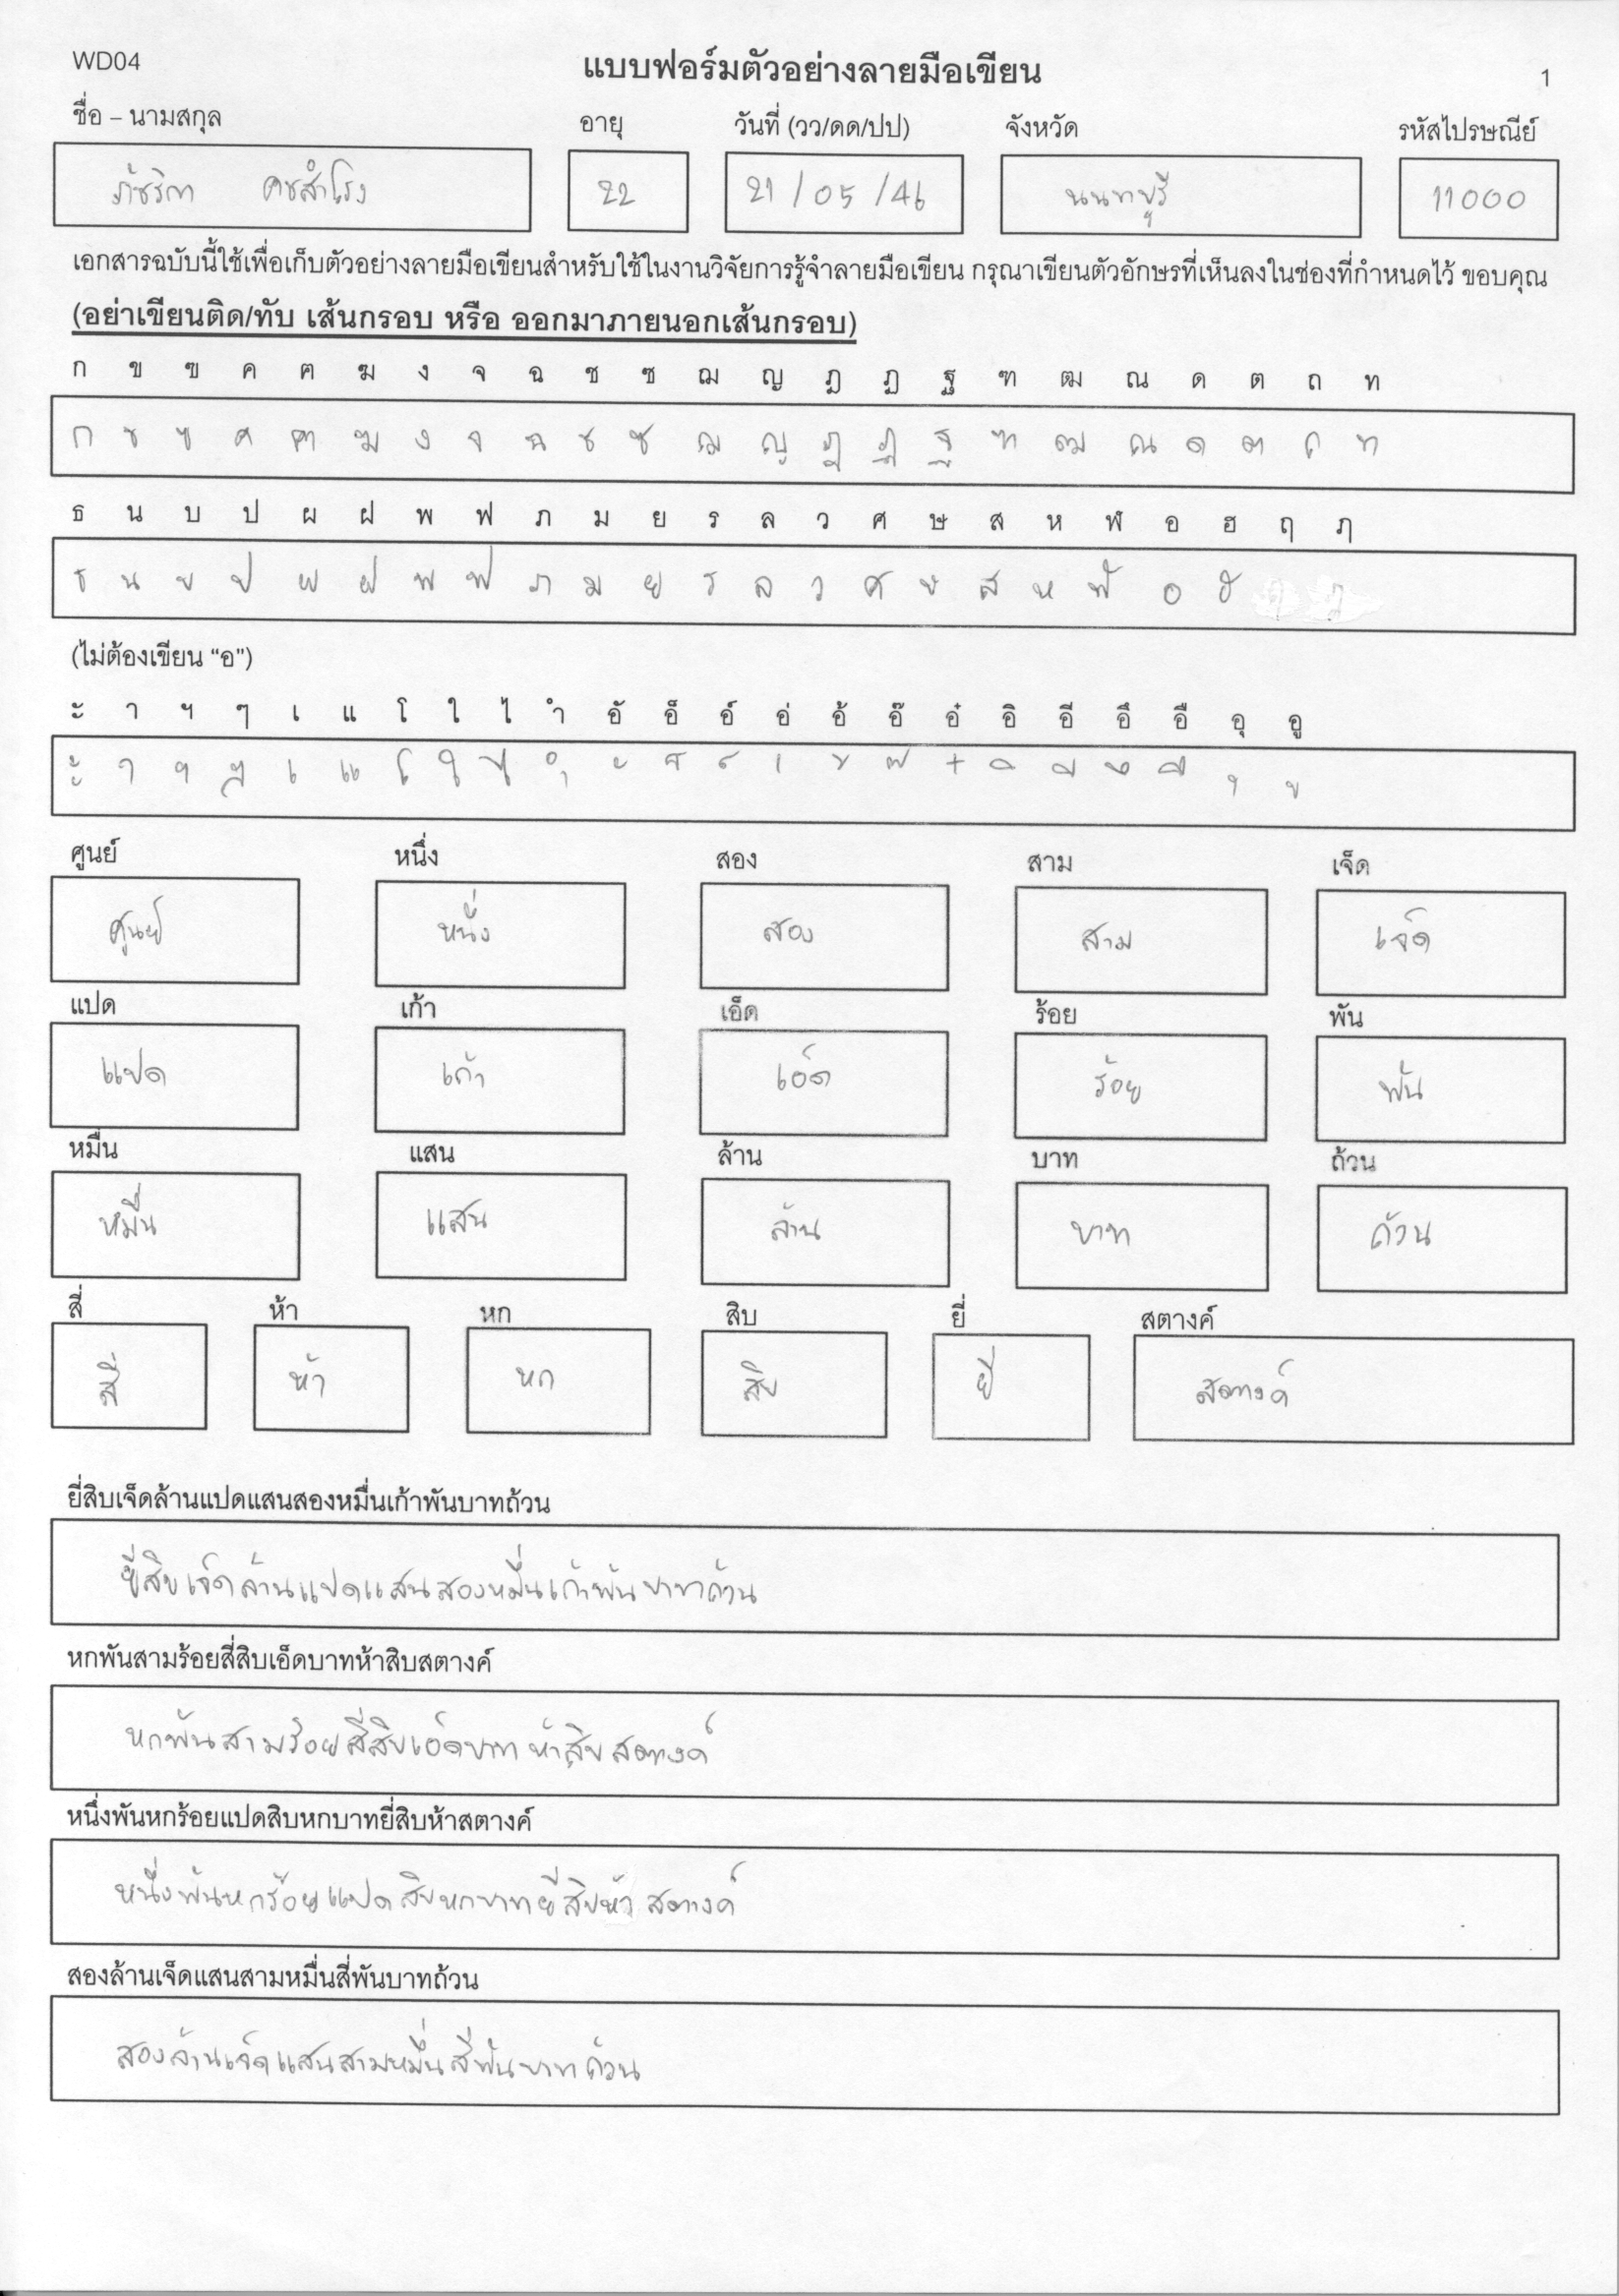 WD04 แบบฟอร์มตัวอย่างลายมือเขียน 1
ชื่อ – นามสกุล อายุ วันที่ (วว/ดด/ปป) จังหวัด รหัสไปรษณีย์
คชสำโรง 22 21/05/46 นนทบุรี 11000
เอกสารฉบับนี้ใช้เพื่อเก็บตัวอย่างลายมือเขียนสำหรับใช้ในงานวิจัยการรู้จำลายมือเขียน กรุณาเขียนตัวอักษรที่เห็นลงในช่องที่กำหนดไว้ ขอบคุณ
(อย่าเขียนติด/ทับ เส้นกรอบ หรือ ออกมาภายนอกเส้นกรอบ)
ก ข ฃ ค ฅ ฆ ง จ ฉ ช ซ ฌ ญ ฎ ฏ ฐ ฑ ฒ ณ ด ต ถ ท
ก ข ฃ ค ฅ ฆ ง จ ฉ ช ซ ฌ ญ ฎ ฏ ฐ ฑ ฒ ณ ด ต ถ ท
ธ น บ ป ผ ฝ พ ฟ ภ ม ย ร ล ว ศ ษ ส ห ฬ อ ฮ ฤ ฦ
ธ น บ ป ผ ฝ พ ฟ ภ ม ย ร ล ว ศ ษ ส ห ฬ อ ฮ ฤ ฦ
(ไม่ต้องเขียน “อ”)
ะ า ฯ ๆ เ แ โ ใ ไ ำ อั อ็ อ์ อ่ อ้ อ๊ อ๋ อิ อี อึ อื อุ อู
ะ า ฯ ๆ เ แ โ ใ ไ ำ ั ็ ์ ่ ้ ๊ ๋ ิ ี ึ ื ุ ู
ศูนย์ หนึ่ง สอง สาม เจ็ด
ศูนย์ หนึ่ง สอง สาม เจ็ด
แปด เก้า เอ็ด ร้อย พัน
แปด เก้า เอ็ด ร้อย พัน
หมื่น แสน ล้าน บาท ถ้วน
หมื่น แสน ล้าน บาท ถ้วน
สี่ ห้า หก สิบ ยี่ สตางค์
สี่ ห้า หก สิบ ยี่ สตางค์
ยี่สิบเจ็ดล้านแปดแสนสองหมื่นเก้าพันบาทถ้วน
ยี่สิบเจ็ดล้านแปดแสนสองหมื่นเก้าพันบาทถ้วน
หกพันสามร้อยสี่สิบเอ็ดบาทห้าสิบสตางค์
หกพันสามร้อยสี่สิบเอ็ดบาทห้าสิบสตางค์
หนึ่งพันหกร้อยแปดสิบหกบาทยี่สิบห้าสตางค์
หนึ่งพันหกร้อยแปดสิบหกบาทยี่สิบห้าสตางค์
สองล้านเจ็ดแสนสามหมื่นสี่พันบาทถ้วน
สองล้านเจ็ดแสนสามหมื่นสี่พันบาทถ้วน